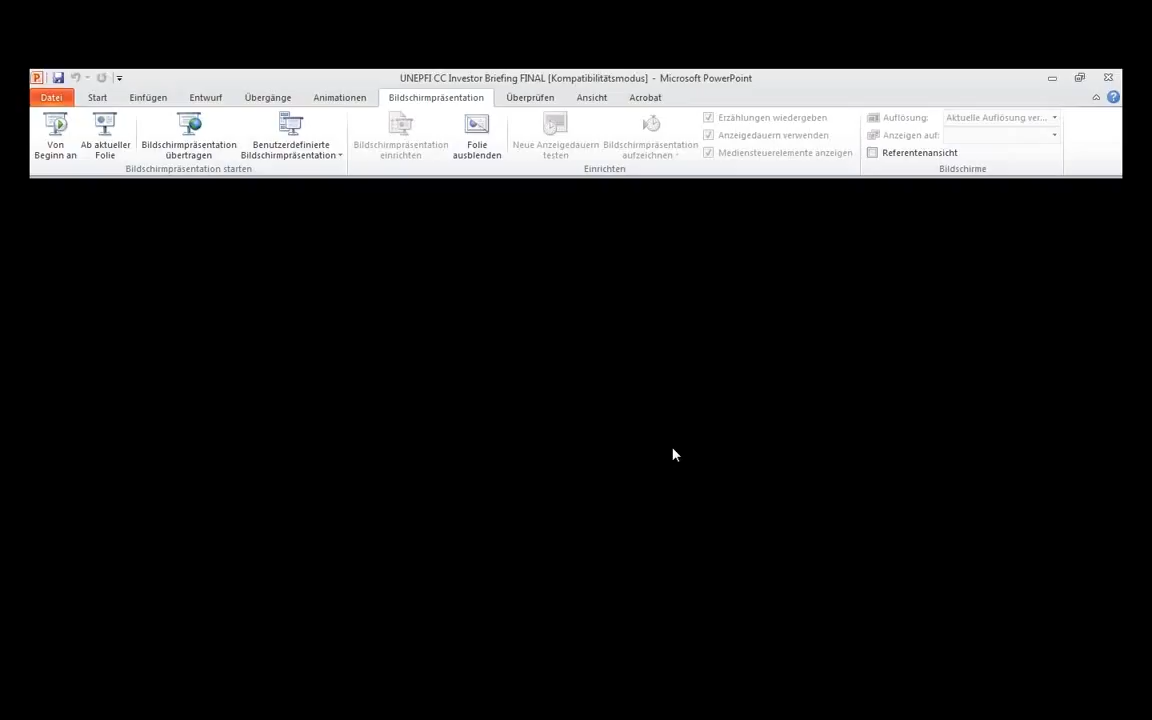 UNEPFI CC Investor Briefing FINAL [Kompatibilitätsmodus] - Microsoft PowerPoint
Datei Start Einfügen Entwurf Übergänge Animationen Bildschirmpräsentation Überprüfen Ansicht Acrobat
Von Beginn an
Ab aktueller Folie
Bildschirmpräsentation übertragen
Benutzerdefinierte Bildschirmpräsentation
Bildschirmpräsentation starten
Bildschirmpräsentation einrichten
Folie ausblenden
Neue Anzeigedauern testen
Bildschirmpräsentation aufzeichnen
Erzählungen wiedergeben
Anzeigedauern verwenden
Mediensteuerelemente anzeigen
Einrichten
Auflösung: Aktuelle Auflösung ver...
Anzeigen auf:
Referentenansicht
Bildschirme